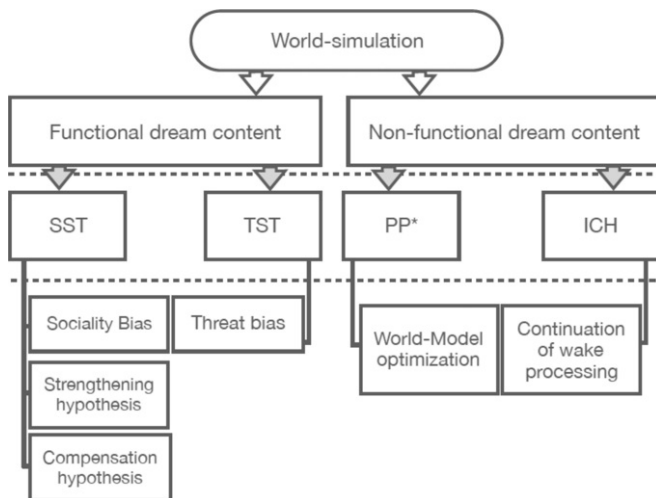 World-simulation
Functional dream content
Non-functional dream content
SST
TST
PP*
ICH
Sociality Bias
Threat bias
World-Model
optimization
Continuation
of wake
processing
Strengthening
hypothesis
Compensation
hypothesis